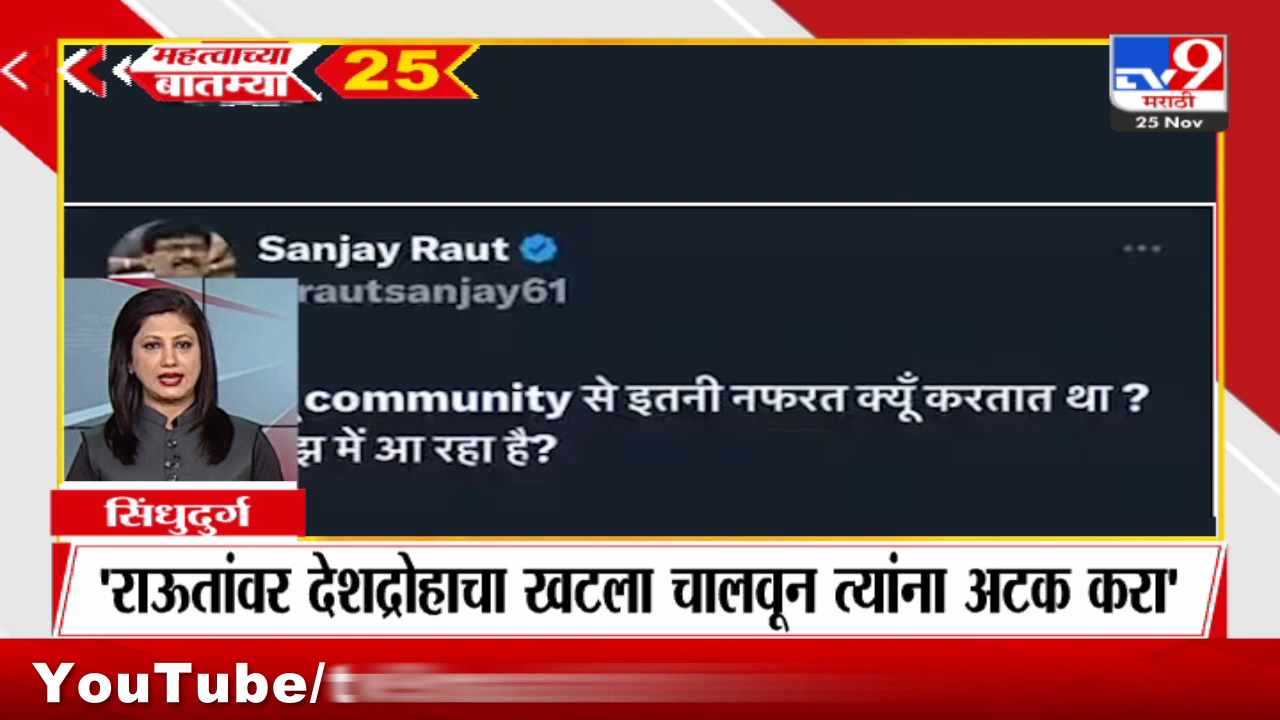 महत्वाच्या
बातम्या
25
TV9
मराठी
25 Nov
Sanjay Raut
rautsanjay61
community से इतनी नफरत क्यूँ करतात था ?
में आ रहा है?
सिंधुदुर्ग
'राऊतांवर देशद्रोहाचा खटला चालवून त्यांना अटक करा'
YouTube/